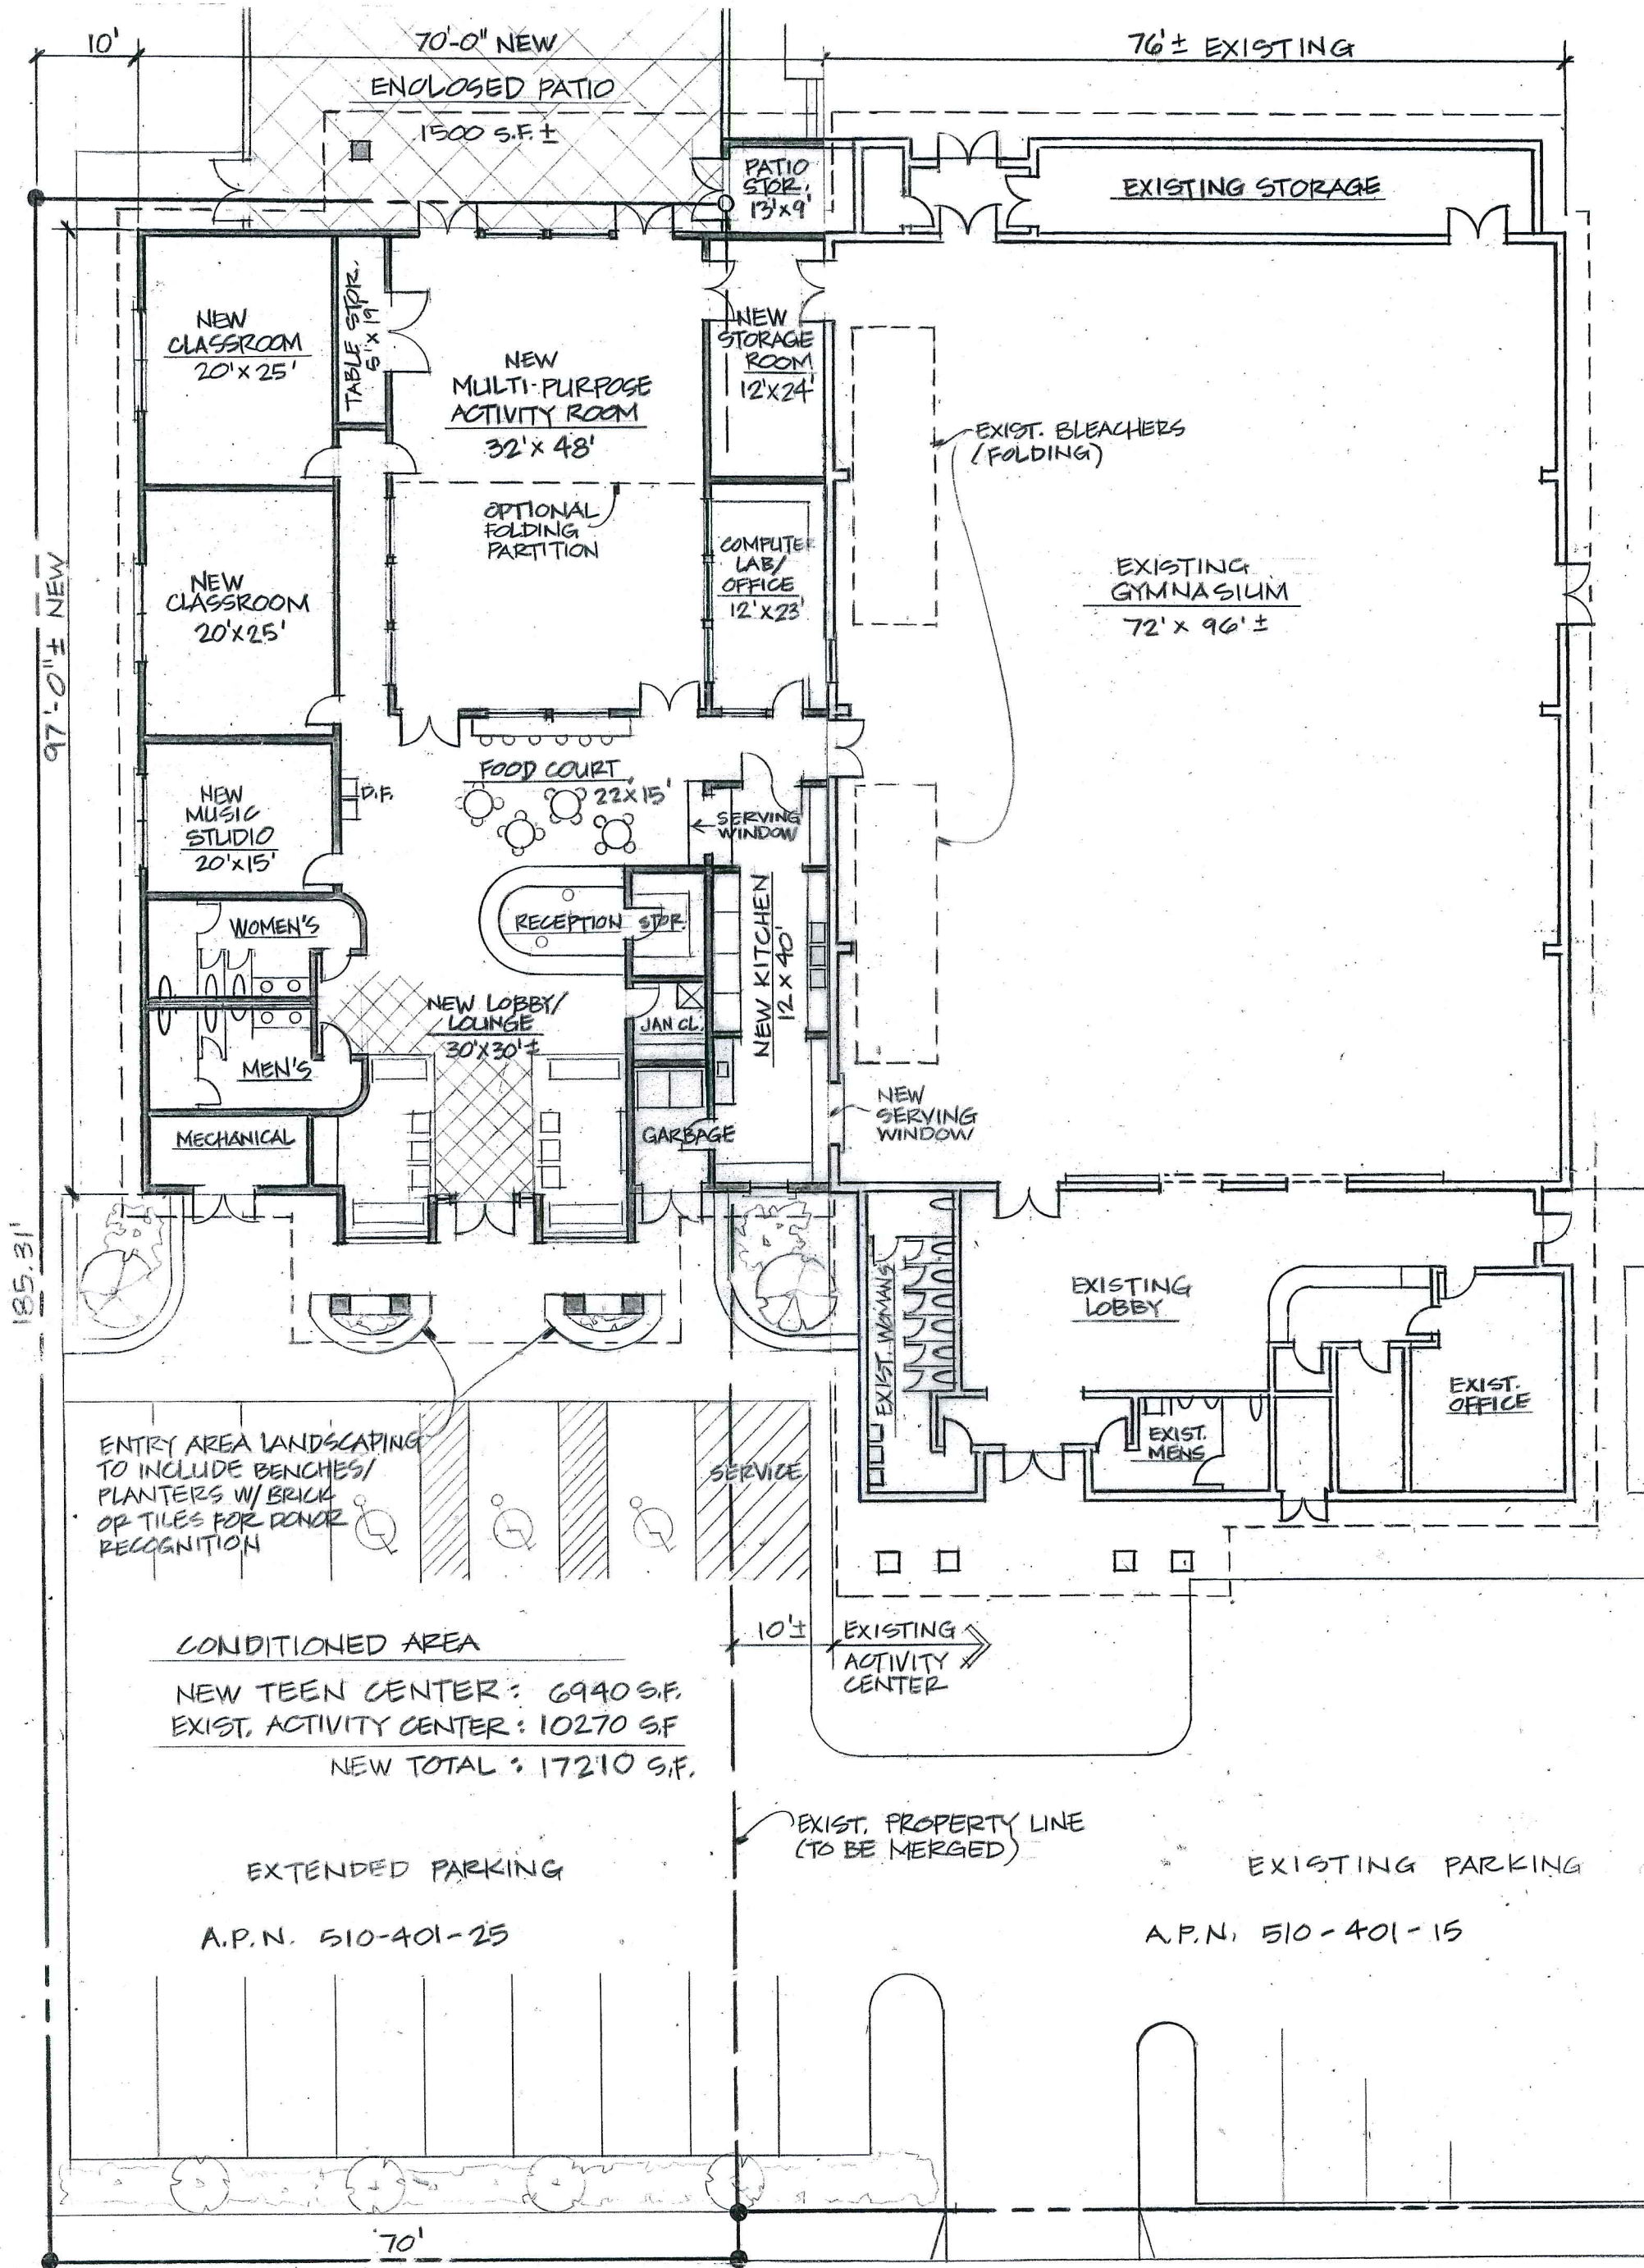 10'
70'-0" NEW
76'± EXISTING
ENCLOSED PATIO
1500 S.F. ±
PATIO
STOR.
13'x9'
EXISTING STORAGE
NEW
CLASSROOM
20'x25'
TABLE STOR.
5' x 19'
NEW
MULTI-PURPOSE
ACTIVITY ROOM
32' x 48'
NEW
STORAGE
ROOM
12'x24'
EXIST. BLEACHERS
(FOLDING)
OPTIONAL
FOLDING
PARTITION
COMPUTER
LAB/
OFFICE
12'x23'
EXISTING
GYMNASIUM
72' x 96' ±
NEW
CLASSROOM
20'x25'
97'-0"± NEW
FOOD COURT
22x15'
D.F.
NEW
MUSIC
STUDIO
20'x15'
SERVING
WINDOW
WOMEN'S
RECEPTION
STOR.
NEW KITCHEN
12 x 40'
NEW LOBBY/
LOUNGE
30'x30'±
JAN CL.
MEN'S
MECHANICAL
GARBAGE
NEW
SERVING
WINDOW
185.31'
EXIST. WOMANS
EXISTING
LOBBY
EXIST.
OFFICE
EXIST.
MENS
ENTRY AREA LANDSCAPING
TO INCLUDE BENCHES/
PLANTERS W/ BRICK
OR TILES FOR DONOR
RECOGNITION
SERVICE
10'±
EXISTING
ACTIVITY
CENTER
CONDITIONED AREA
NEW TEEN CENTER : 6940 S.F.
EXIST. ACTIVITY CENTER : 10270 S.F
NEW TOTAL : 17210 S.F.
EXIST. PROPERTY LINE
(TO BE MERGED)
EXTENDED PARKING
EXISTING PARKING
A.P.N. 510-401-25
A.P.N. 510-401-15
70'